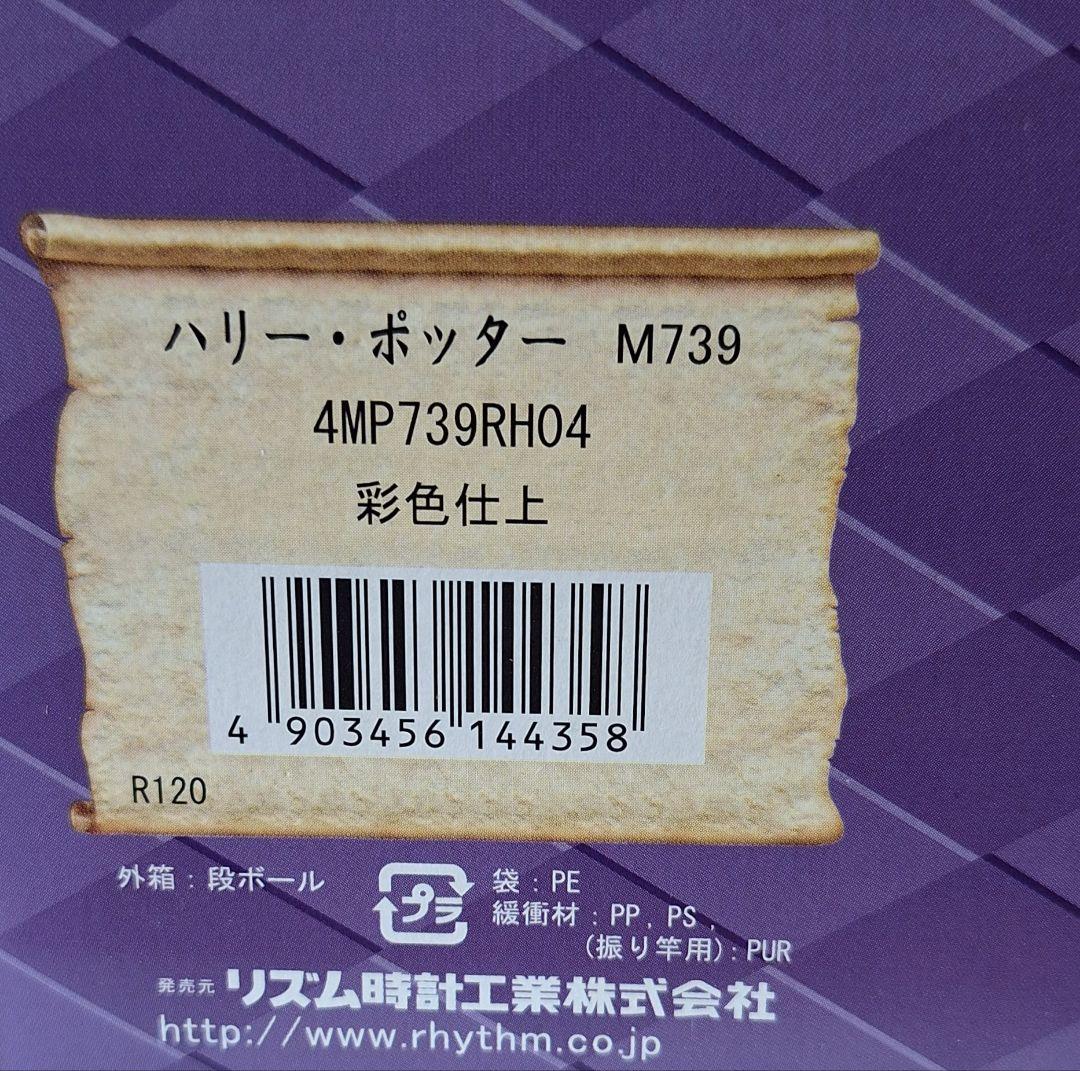 ハリー・ポッター M739
4MP739RH04
彩色仕上
4 903456 144358
R120
外箱：段ボール
プラ
袋：PE
緩衝材：PP，PS，
(振り竿用)：PUR
発売元 リズム時計工業株式会社
http://www.rhythm.co.jp